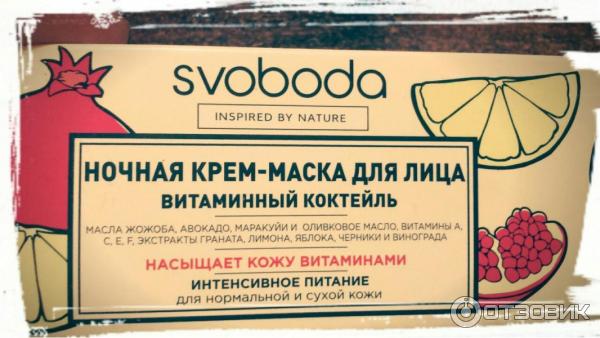 svoboda
INSPIRED BY NATURE
НОЧНАЯ КРЕМ-МАСКА ДЛЯ ЛИЦА
ВИТАМИННЫЙ КОКТЕЙЛЬ
МАСЛА ЖОЖОБА, АВОКАДО, МАРАКУЙИ И ОЛИВКОВОЕ МАСЛО, ВИТАМИНЫ А,
С, Е, F, ЭКСТРАКТЫ ГРАНАТА, ЛИМОНА, ЯБЛОКА, ЧЕРНИКИ И ВИНОГРАДА
НАСЫЩАЕТ КОЖУ ВИТАМИНАМИ
ИНТЕНСИВНОЕ ПИТАНИЕ
для нормальной и сухой кожи
ОТЗОВИК